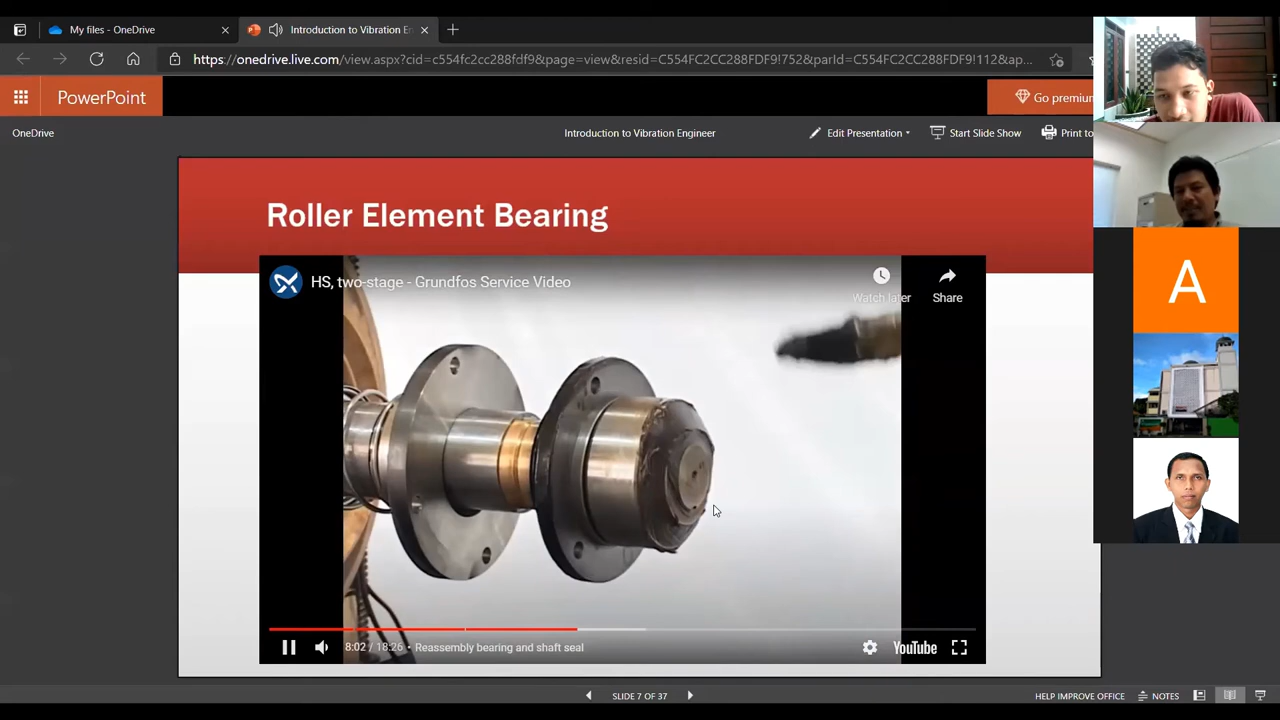 My files - OneDrive
Introduction to Vibration En
https://onedrive.live.com/view.aspx?cid=c554fc2cc288fdf9&page=view&resid=C554FC2CC288FDF9!752&parId=C554FC2CC288FDF9!112&ap...
PowerPoint
Go premium
OneDrive
Introduction to Vibration Engineer
Edit Presentation
Start Slide Show
Print to
Roller Element Bearing
HS, two-stage - Grundfos Service Video
Watch later
Share
A
8:02 / 18:26 • Reassembly bearing and shaft seal
YouTube
SLIDE 7 OF 37
HELP IMPROVE OFFICE
NOTES